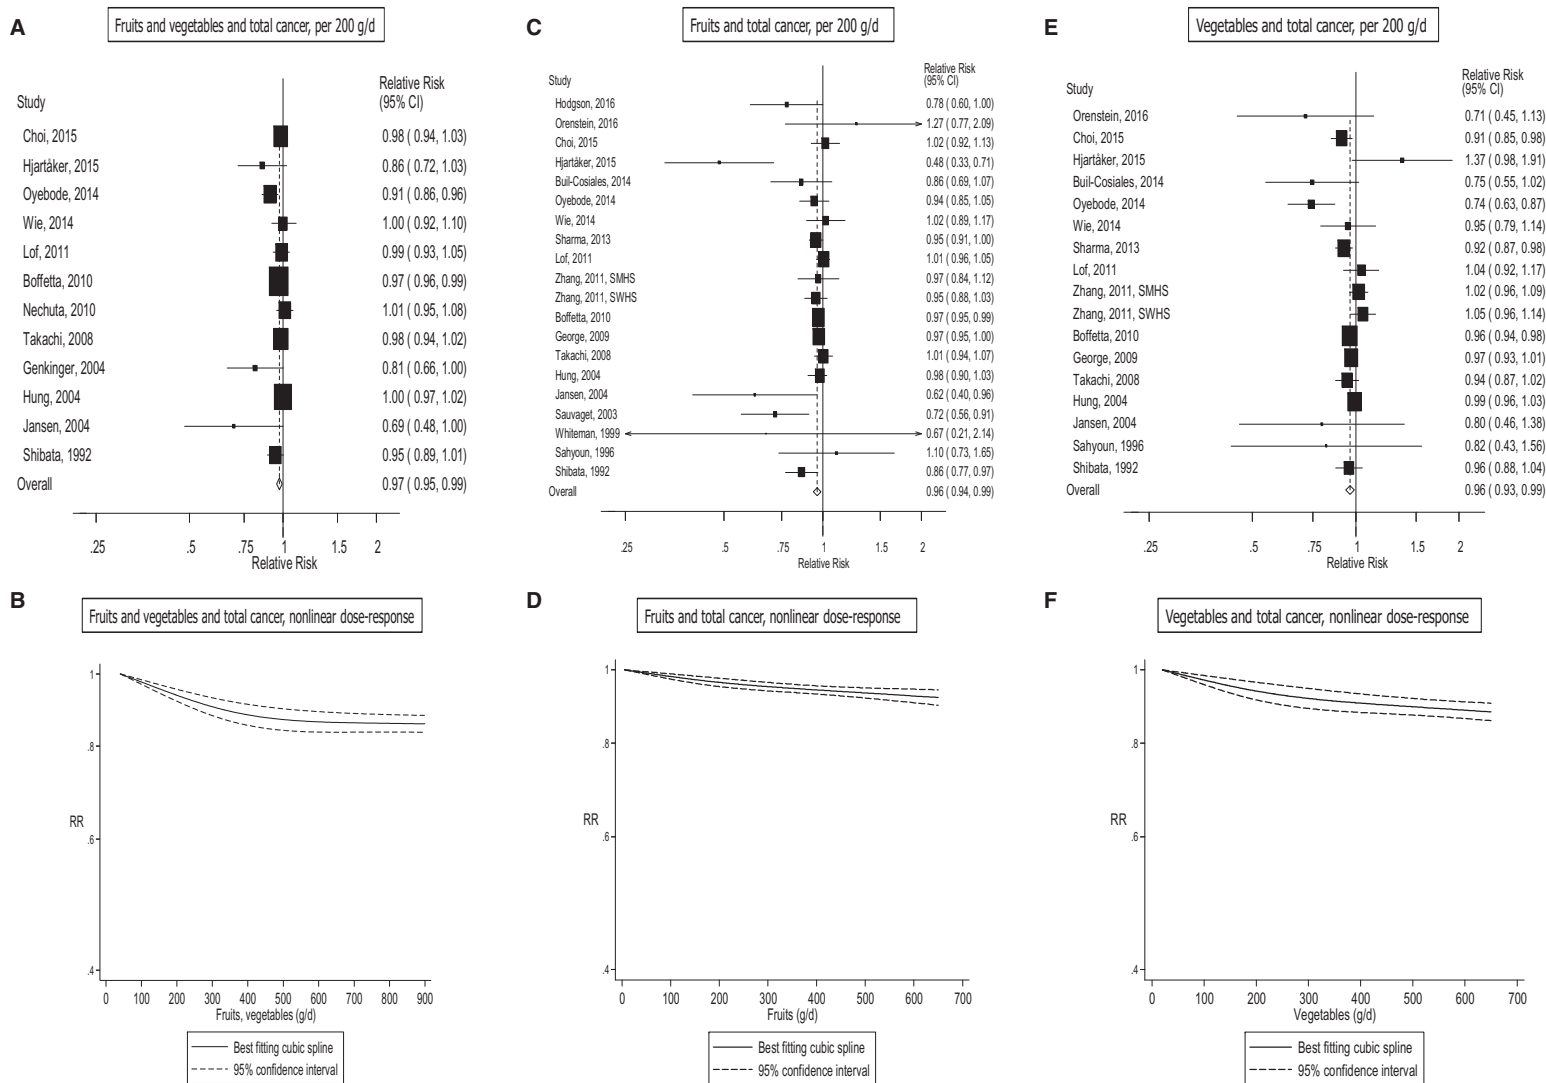 A
Fruits and vegetables and total cancer, per 200 g/d
Study
Relative Risk
(95% CI)
Choi, 2015 0.98 ( 0.94, 1.03)
Hjartåker, 2015 0.86 ( 0.72, 1.03)
Oyebode, 2014 0.91 ( 0.86, 0.96)
Wie, 2014 1.00 ( 0.92, 1.10)
Lof, 2011 0.99 ( 0.93, 1.05)
Boffetta, 2010 0.97 ( 0.96, 0.99)
Nechuta, 2010 1.01 ( 0.95, 1.08)
Takachi, 2008 0.98 ( 0.94, 1.02)
Genkinger, 2004 0.81 ( 0.66, 1.00)
Hung, 2004 1.00 ( 0.97, 1.02)
Jansen, 2004 0.69 ( 0.48, 1.00)
Shibata, 1992 0.95 ( 0.89, 1.01)
Overall 0.97 ( 0.95, 0.99)
.25 .5 .75 1 1.5 2
Relative Risk
C
Fruits and total cancer, per 200 g/d
Study
Relative Risk
(95% CI)
Hodgson, 2016 0.78 ( 0.60, 1.00)
Orenstein, 2016 1.27 ( 0.77, 2.09)
Choi, 2015 1.02 ( 0.92, 1.13)
Hjartåker, 2015 0.48 ( 0.33, 0.71)
Buil-Cosiales, 2014 0.86 ( 0.69, 1.07)
Oyebode, 2014 0.94 ( 0.85, 1.05)
Wie, 2014 1.02 ( 0.89, 1.17)
Sharma, 2013 0.95 ( 0.91, 1.00)
Lof, 2011 1.01 ( 0.96, 1.05)
Zhang, 2011, SMHS 0.97 ( 0.84, 1.12)
Zhang, 2011, SWHS 0.95 ( 0.88, 1.03)
Boffetta, 2010 0.97 ( 0.95, 0.99)
George, 2009 0.97 ( 0.95, 1.00)
Takachi, 2008 1.01 ( 0.94, 1.07)
Hung, 2004 0.98 ( 0.90, 1.03)
Jansen, 2004 0.62 ( 0.40, 0.96)
Sauvaget, 2003 0.72 ( 0.56, 0.91)
Whiteman, 1999 0.67 ( 0.21, 2.14)
Sahyoun, 1996 1.10 ( 0.73, 1.65)
Shibata, 1992 0.86 ( 0.77, 0.97)
Overall 0.96 ( 0.94, 0.99)
.25 .5 .75 1 1.5 2
Relative Risk
E
Vegetables and total cancer, per 200 g/d
Study
Relative Risk
(95% CI)
Orenstein, 2016 0.71 ( 0.45, 1.13)
Choi, 2015 0.91 ( 0.85, 0.98)
Hjartåker, 2015 1.37 ( 0.98, 1.91)
Buil-Cosiales, 2014 0.75 ( 0.55, 1.02)
Oyebode, 2014 0.74 ( 0.63, 0.87)
Wie, 2014 0.95 ( 0.79, 1.14)
Sharma, 2013 0.92 ( 0.87, 0.98)
Lof, 2011 1.04 ( 0.92, 1.17)
Zhang, 2011, SMHS 1.02 ( 0.96, 1.09)
Zhang, 2011, SWHS 1.05 ( 0.96, 1.14)
Boffetta, 2010 0.96 ( 0.94, 0.98)
George, 2009 0.97 ( 0.93, 1.01)
Takachi, 2008 0.94 ( 0.87, 1.02)
Hung, 2004 0.99 ( 0.96, 1.03)
Jansen, 2004 0.80 ( 0.46, 1.38)
Sahyoun, 1996 0.82 ( 0.43, 1.56)
Shibata, 1992 0.96 ( 0.88, 1.04)
Overall 0.96 ( 0.93, 0.99)
.25 .5 .75 1 1.5 2
Relative Risk
B
Fruits and vegetables and total cancer, nonlinear dose-response
1
.8
RR
.6
.4
0 100 200 300 400 500 600 700 800 900
Fruits, vegetables (g/d)
Best fitting cubic spline
95% confidence interval
D
Fruits and total cancer, nonlinear dose-response
1
.8
RR
.6
.4
0 100 200 300 400 500 600 700
Fruits (g/d)
Best fitting cubic spline
95% confidence interval
F
Vegetables and total cancer, nonlinear dose-response
1
.8
RR
.6
.4
0 100 200 300 400 500 600 700
Vegetables (g/d)
Best fitting cubic spline
95% confidence interval